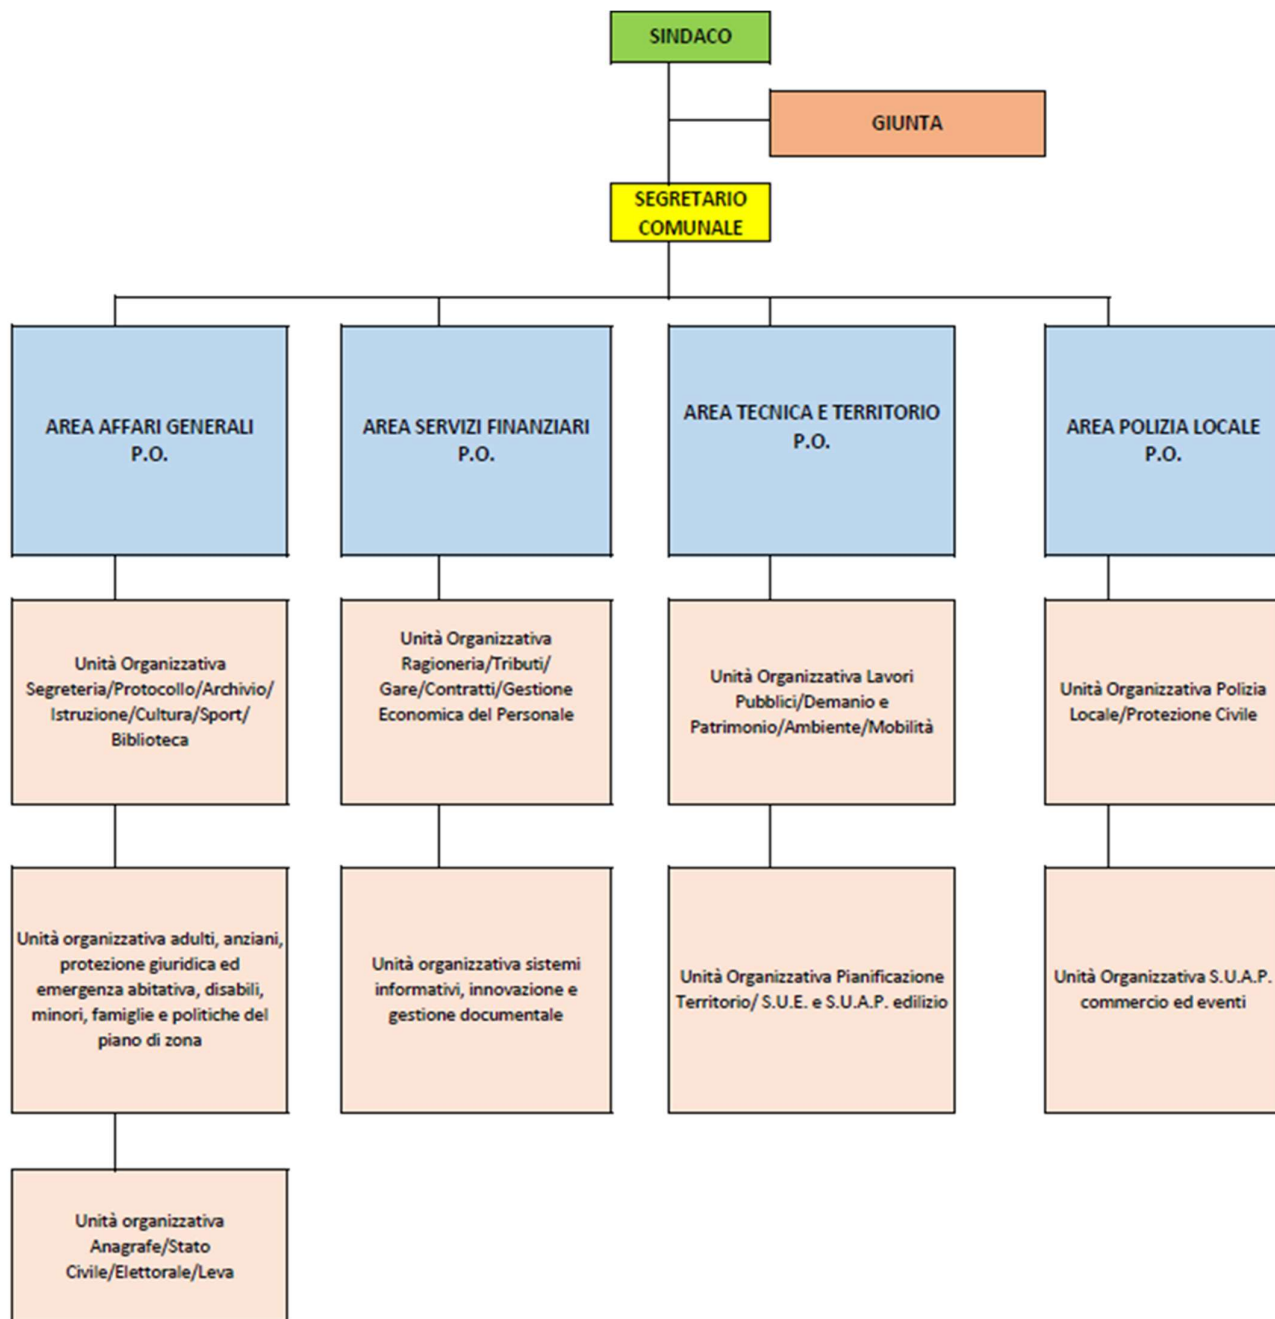 SINDACO
GIUNTA
SEGRETARIO
COMUNALE
AREA AFFARI GENERALI
P.O.
AREA SERVIZI FINANZIARI
P.O.
AREA TECNICA E TERRITORIO
P.O.
AREA POLIZIA LOCALE
P.O.
Unità Organizzativa
Segreteria/Protocollo/Archivio/
Istruzione/Cultura/Sport/
Biblioteca
Unità Organizzativa
Ragioneria/Tributi/
Gare/Contratti/Gestione
Economica del Personale
Unità Organizzativa Lavori
Pubblici/Demanio e
Patrimonio/Ambiente/Mobilità
Unità Organizzativa Polizia
Locale/Protezione Civile
Unità organizzativa adulti, anziani,
protezione giuridica ed
emergenza abitativa, disabili,
minori, famiglie e politiche del
piano di zona
Unità organizzativa sistemi
informativi, innovazione e
gestione documentale
Unità Organizzativa Pianificazione
Territorio/ S.U.E. e S.U.A.P. edilizio
Unità Organizzativa S.U.A.P.
commercio ed eventi
Unità organizzativa
Anagrafe/Stato
Civile/Elettorale/Leva